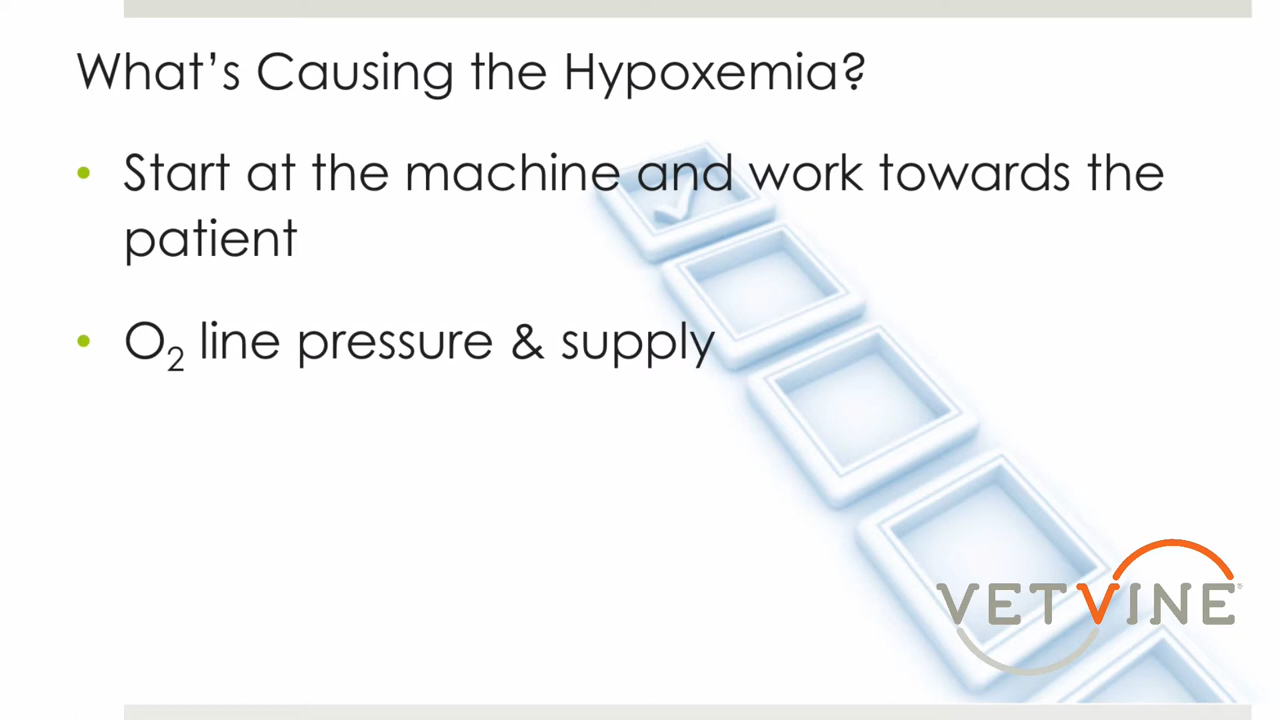 What’s Causing the Hypoxemia?
• Start at the machine and work towards the
patient
• O₂ line pressure & supply
VETVINE®